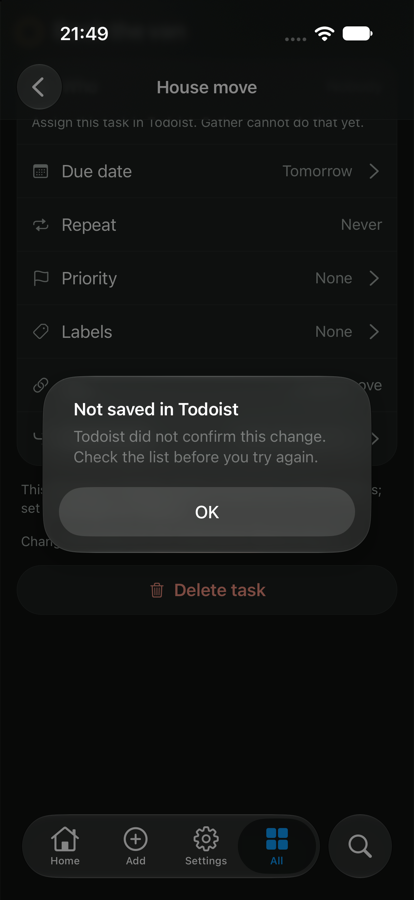 21:49
House move
Assign this task in Todoist. Gather cannot do that yet.
Due date Tomorrow
Repeat Never
Priority None
Labels None
Not saved in Todoist
Todoist did not confirm this change.
Check the list before you try again.
OK
Delete task
Home Add Settings All